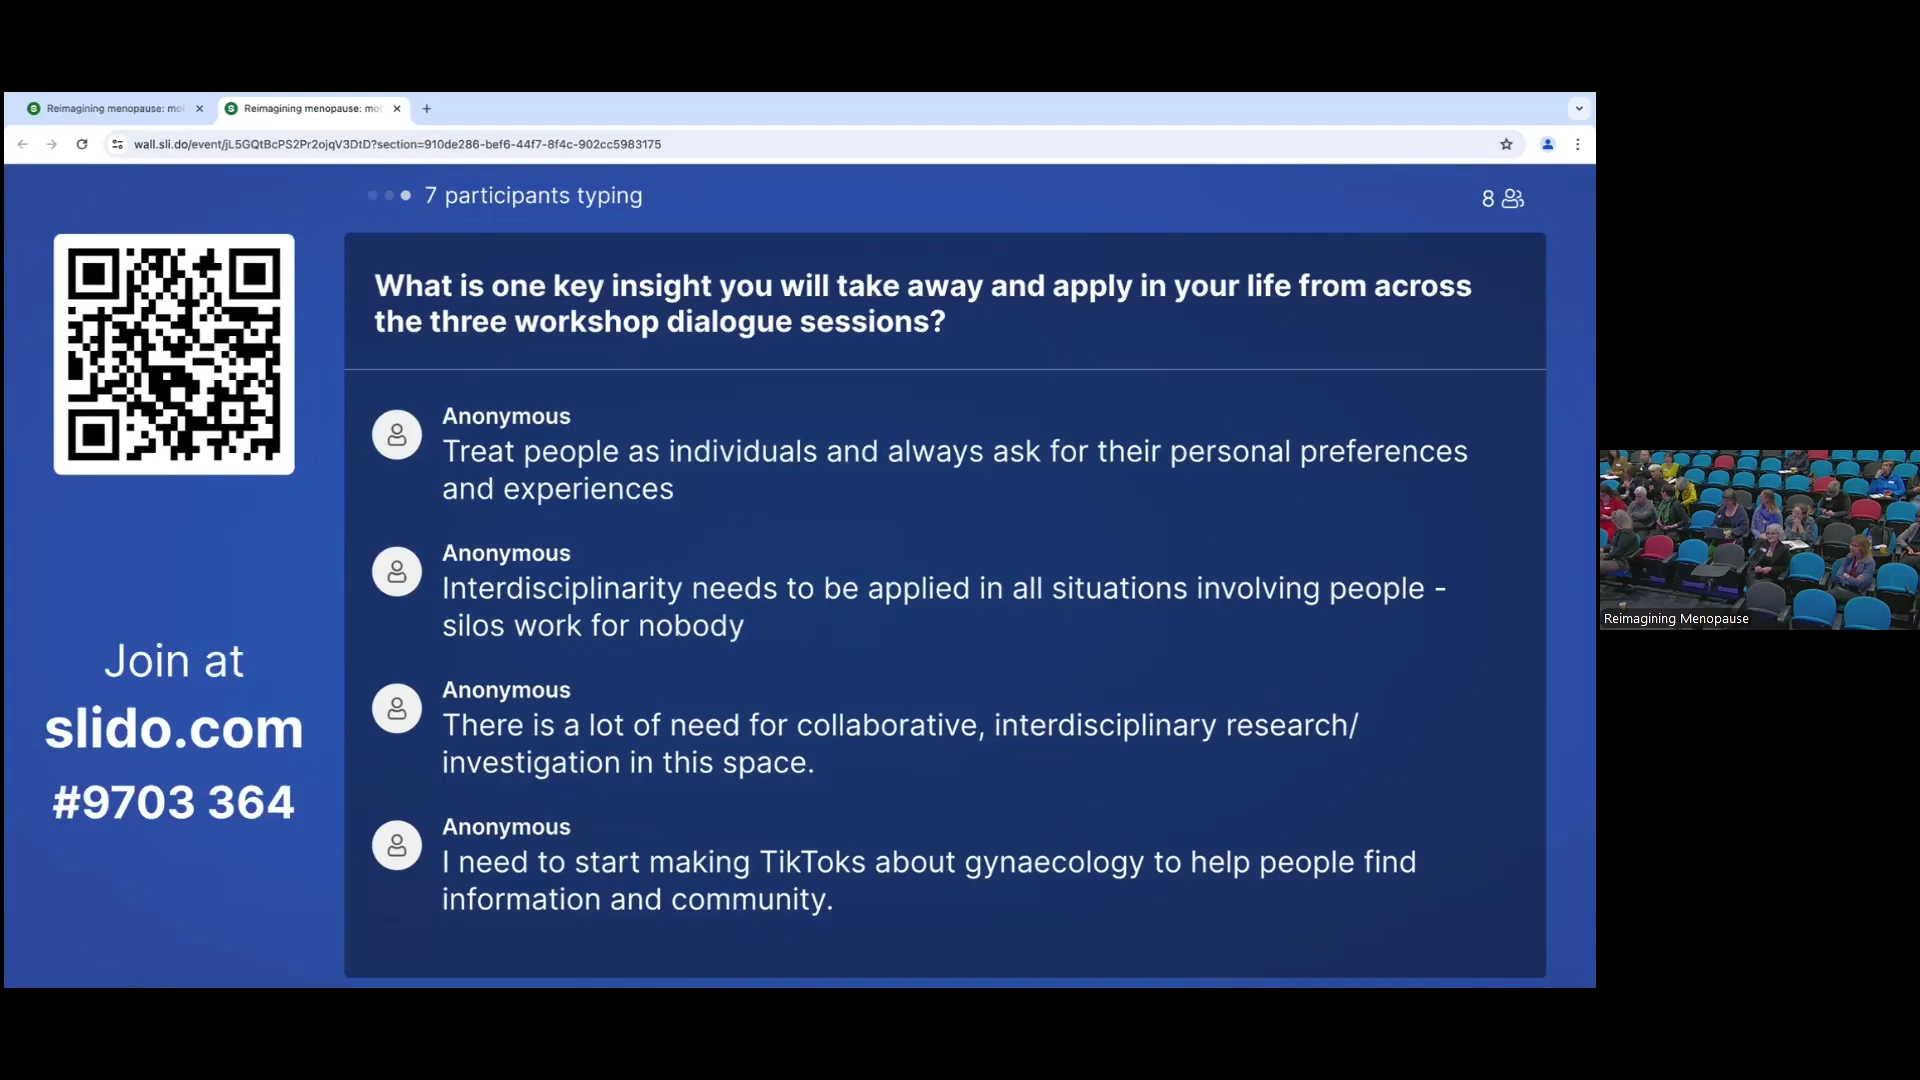 Reimagining menopause: mo
Reimagining menopause: mo
wall.sli.do/event/jL5GQtBcPS2Pr2ojqV3DtD?section=910de286-bef6-44f7-8f4c-902cc5983175
7 participants typing
8
What is one key insight you will take away and apply in your life from across
the three workshop dialogue sessions?
Anonymous
Treat people as individuals and always ask for their personal preferences
and experiences
Anonymous
Interdisciplinarity needs to be applied in all situations involving people -
silos work for nobody
Anonymous
There is a lot of need for collaborative, interdisciplinary research/
investigation in this space.
Anonymous
I need to start making TikToks about gynaecology to help people find
information and community.
Join at
slido.com
#9703 364
Reimagining Menopause